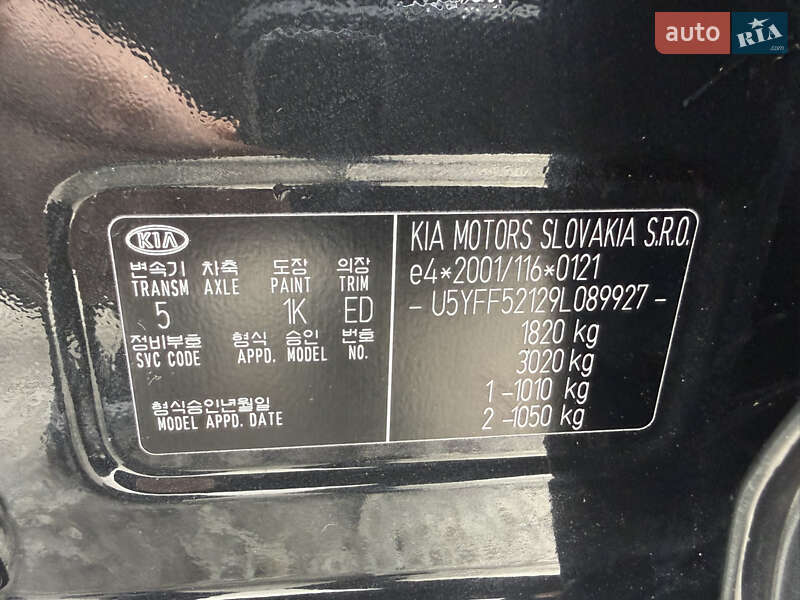 auto RIA.com
KIA
변속기 차축 도장 의장
TRANSM AXLE PAINT TRIM
5 1K ED
정비부호 형식 승인 번호
SVC CODE APPD. MODEL NO.
형식승인년월일
MODEL APPD. DATE
KIA MOTORS SLOVAKIA S.R.O.
e4*2001/116*0121
- U5YFF52129L089927 -
1820 kg
3020 kg
1 -1010 kg
2 -1050 kg